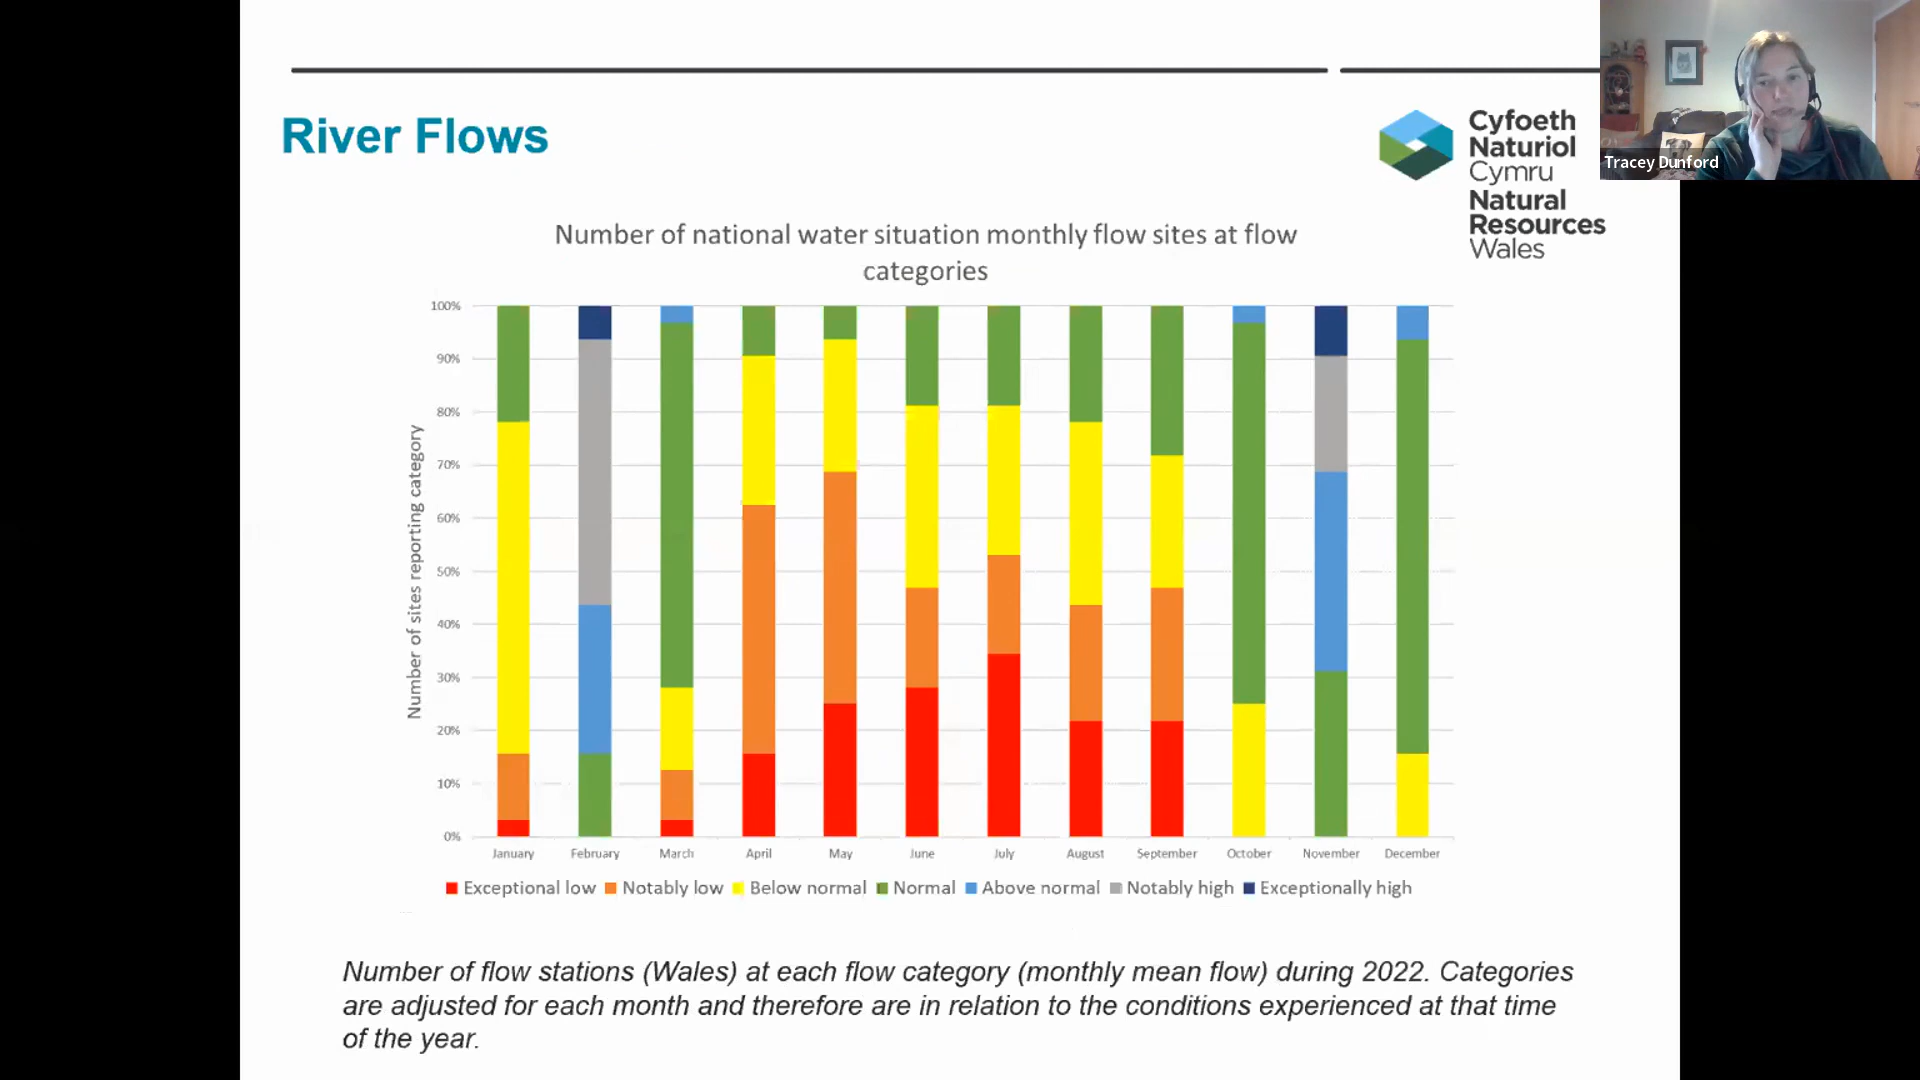 River Flows
Cyfoeth
Naturiol
Cymru
Natural
Resources
Wales
Tracey Dunford
Number of national water situation monthly flow sites at flow
categories
Number of sites reporting category
100%
90%
80%
70%
60%
50%
40%
30%
20%
10%
0%
January February March April May June July August September October November December
Exceptional low Notably low Below normal Normal Above normal Notably high Exceptionally high
Number of flow stations (Wales) at each flow category (monthly mean flow) during 2022. Categories
are adjusted for each month and therefore are in relation to the conditions experienced at that time
of the year.